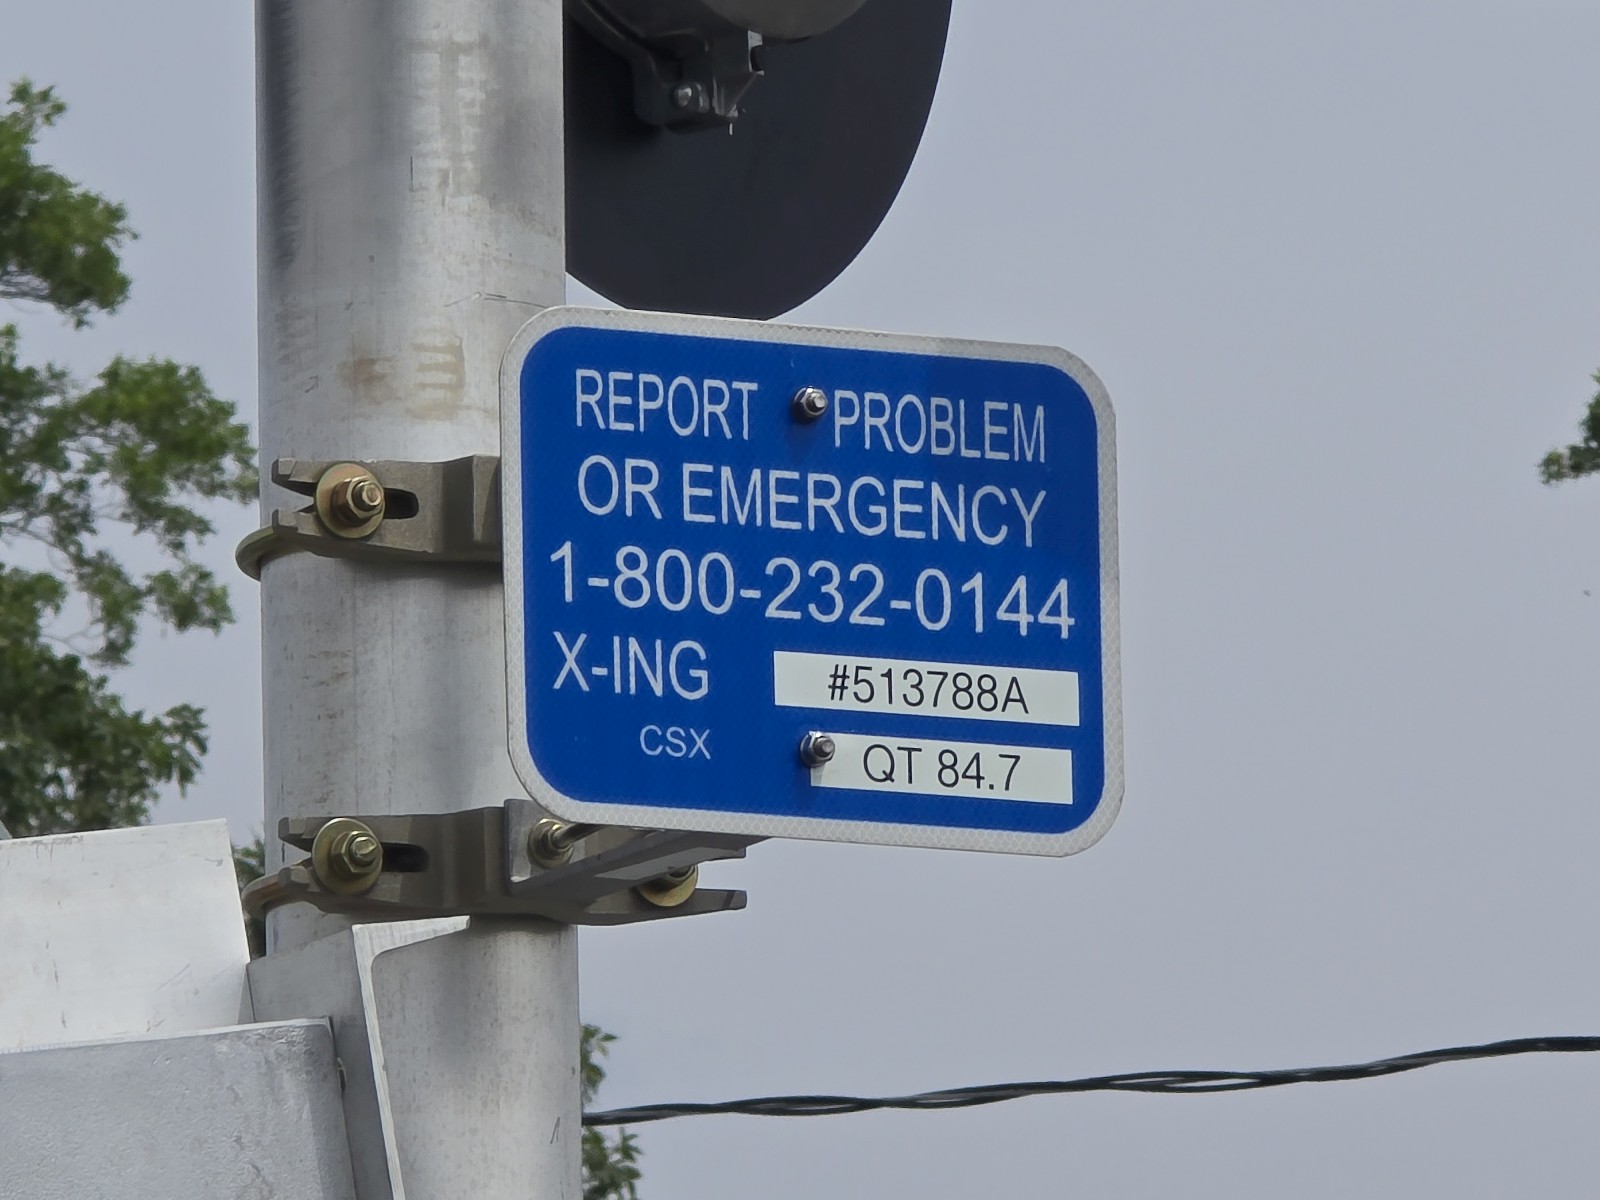 REPORT PROBLEM
OR EMERGENCY
1-800-232-0144
X-ING #513788A
CSX QT 84.7